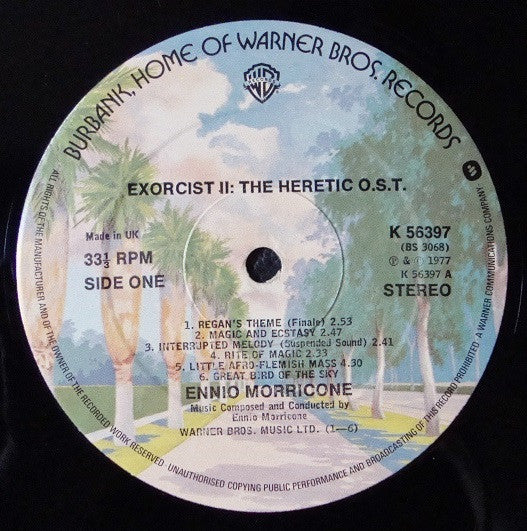 BURBANK, HOME OF WARNER BROS. RECORDS
EXORCIST II: THE HERETIC O.S.T.
Made in UK
33⅓ RPM
SIDE ONE
K 56397
(BS 3068)
℗ & © 1977
K 56397 A
STEREO
1. REGAN'S THEME (Finale) 2.53
2. MAGIC AND ECSTASY 2.47
3. INTERRUPTED MELODY (Suspended Sound) 2.41
4. RITE OF MAGIC 2.33
5. LITTLE AFRO-FLEMISH MASS 4.30
6. GREAT BIRD OF THE SKY
ENNIO MORRICONE
Music Composed and Conducted by
Ennio Morricone
WARNER BROS. MUSIC LTD. (1—6)
ALL RIGHTS OF THE MANUFACTURER AND OF THE OWNER OF THE RECORDED WORK RESERVED. UNAUTHORISED COPYING PUBLIC PERFORMANCE AND BROADCASTING OF THIS RECORD PROHIBITED A WARNER COMMUNICATIONS COMPANY